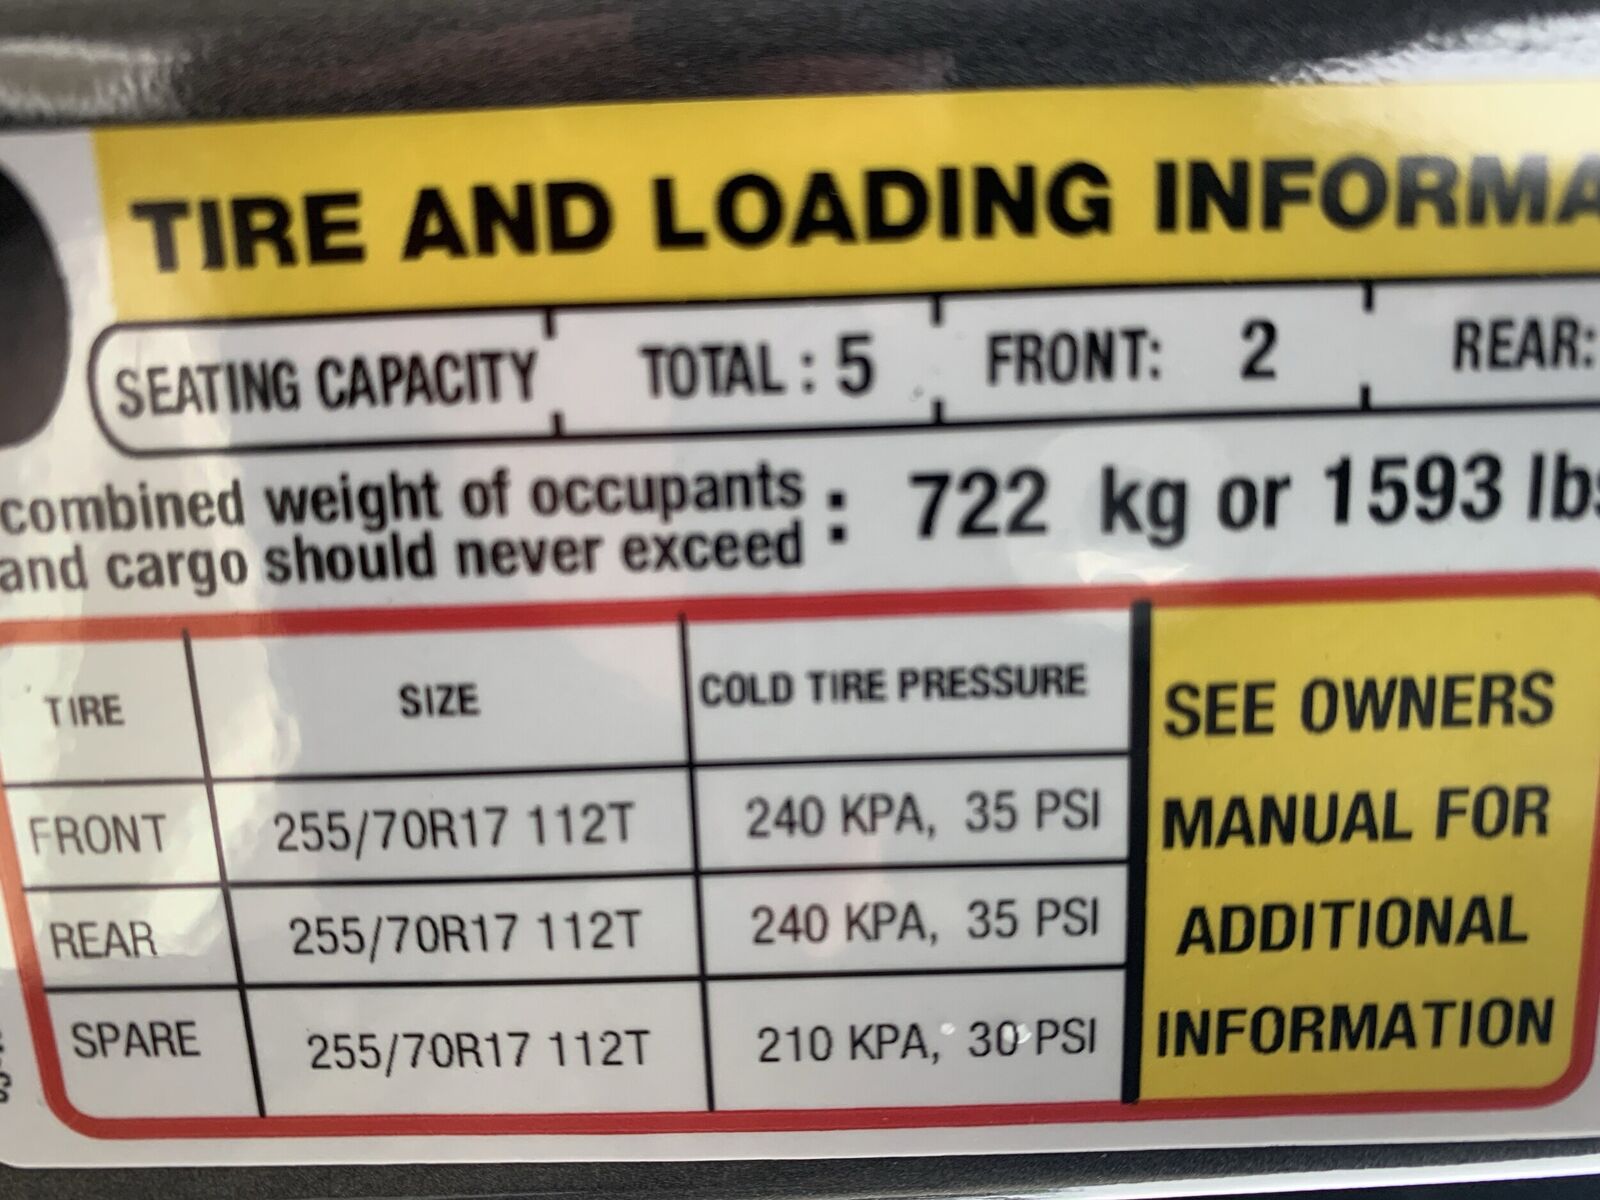 TIRE AND LOADING INFORMA
SEATING CAPACITY TOTAL : 5 FRONT: 2 REAR:
combined weight of occupants
and cargo should never exceed : 722 kg or 1593 lbs
TIRE SIZE COLD TIRE PRESSURE
FRONT 255/70R17 112T 240 KPA, 35 PSI
REAR 255/70R17 112T 240 KPA, 35 PSI
SPARE 255/70R17 112T 210 KPA, 30 PSI
SEE OWNERS
MANUAL FOR
ADDITIONAL
INFORMATION